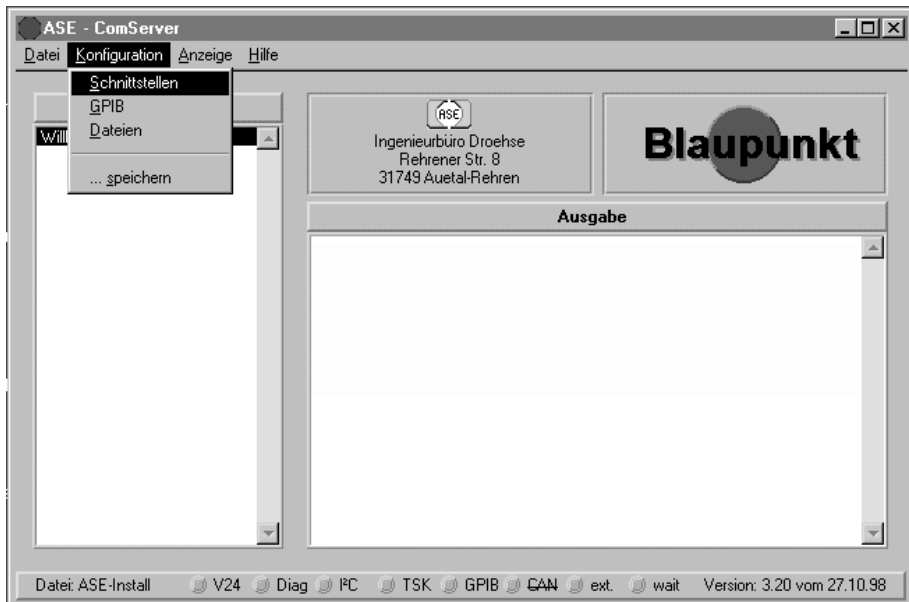 ASE - ComServer
Datei Konfiguration Anzeige Hilfe
Schnittstellen
GPIB
Dateien
... speichern
Will
ASE
Ingenieurbüro Droehse
Rehrener Str. 8
31749 Auetal-Rehren
Blaupunkt
Ausgabe
Datei: ASE-Install V24 Diag I²C TSK GPIB CAN ext. wait Version: 3.20 vom 27.10.98